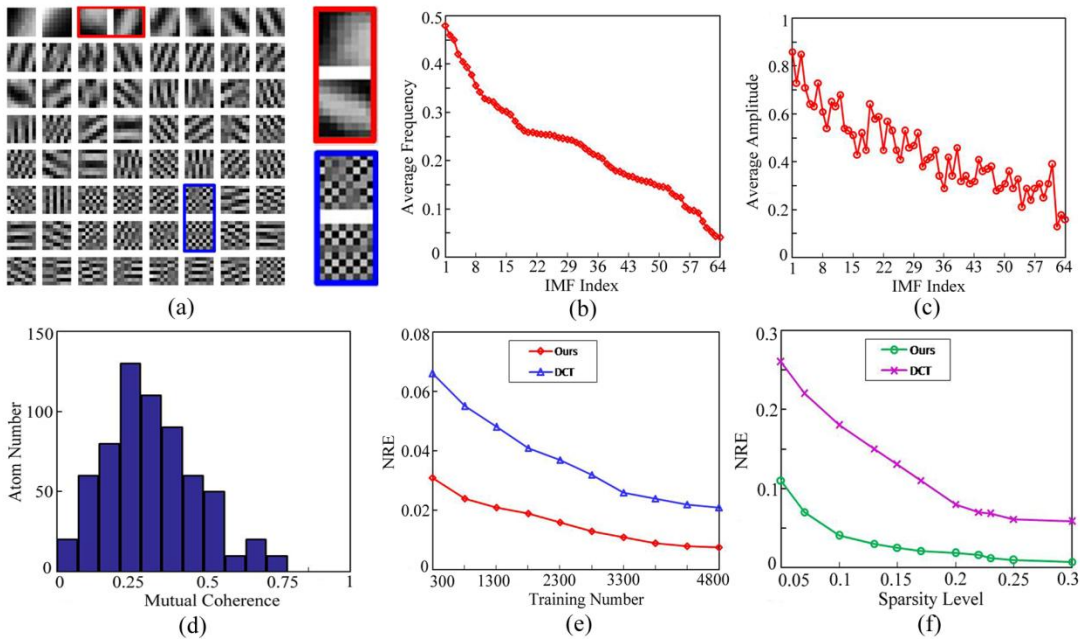 (a)
0.5
0.4
0.3
0.2
0.1
0
Average Frequency
1 8 15 22 29 36 43 50 57 64
IMF Index
(b)
1
0.8
0.6
0.4
0.2
0
Average Amplitude
1 8 15 22 29 36 43 50 57 64
IMF Index
(c)
150
100
50
0
Atom Number
0 0.25 0.5 0.75 1
Mutual Coherence
(d)
0.08
0.06
0.04
0.02
0
NRE
Ours
DCT
300 1300 2300 3300 4800
Training Number
(e)
0.3
0.2
0.1
0
NRE
Ours
DCT
0.05 0.1 0.15 0.2 0.25 0.3
Sparsity Level
(f)